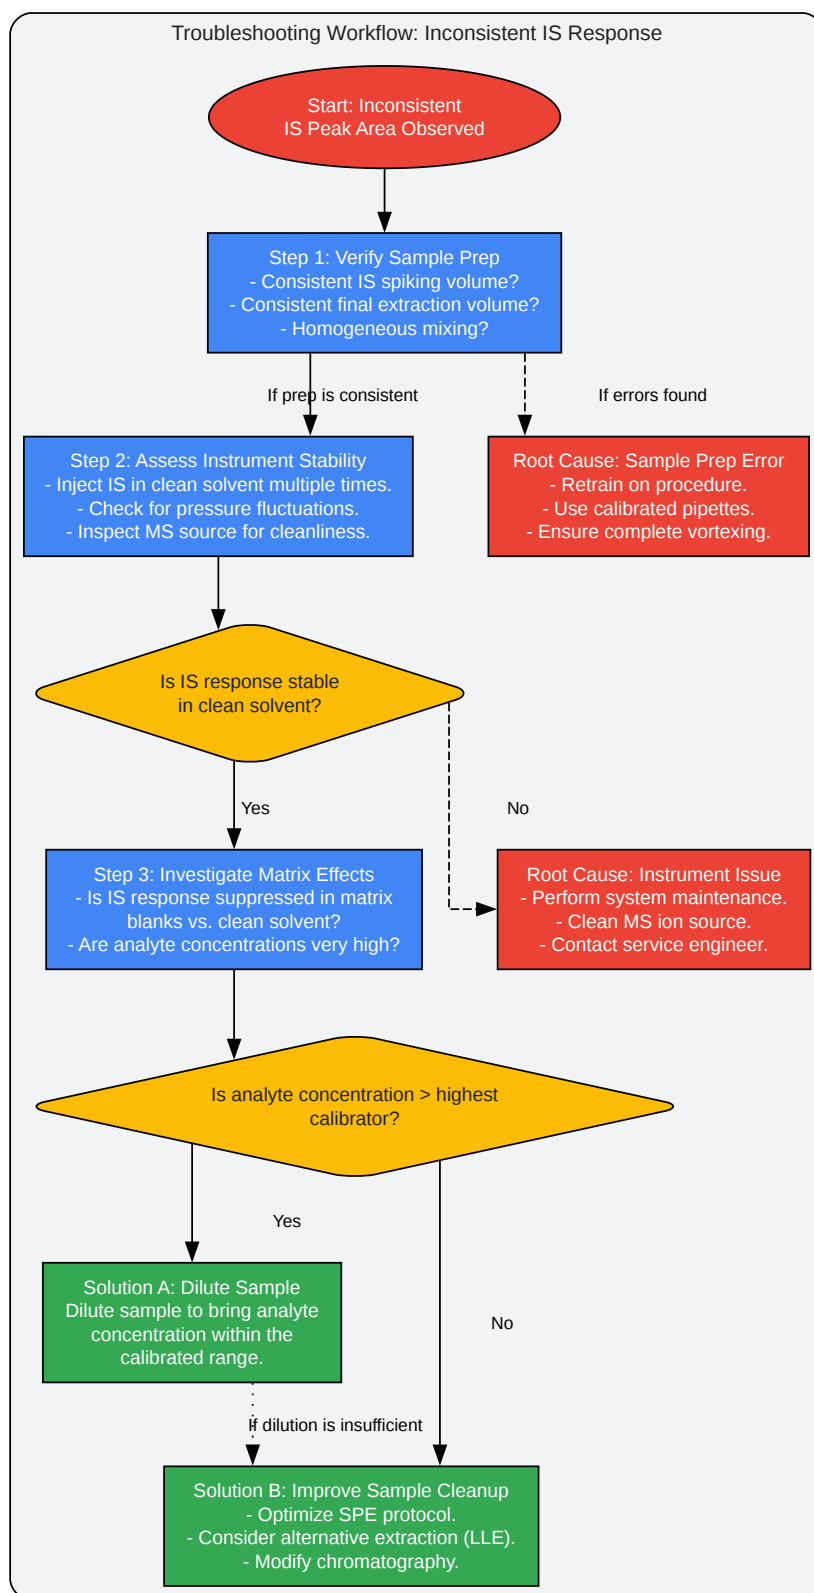 Troubleshooting Workflow: Inconsistent IS Response
Start: Inconsistent
IS Peak Area Observed
Step 1: Verify Sample Prep
- Consistent IS spiking volume?
- Consistent final extraction volume?
- Homogeneous mixing?
If prep is consistent
If errors found
Step 2: Assess Instrument Stability
- Inject IS in clean solvent multiple times.
- Check for pressure fluctuations.
- Inspect MS source for cleanliness.
Root Cause: Sample Prep Error
- Retrain on procedure.
- Use calibrated pipettes.
- Ensure complete vortexing.
Is IS response stable
in clean solvent?
Yes
No
Step 3: Investigate Matrix Effects
- Is IS response suppressed in matrix
blanks vs. clean solvent?
- Are analyte concentrations very high?
Root Cause: Instrument Issue
- Perform system maintenance.
- Clean MS ion source.
- Contact service engineer.
Is analyte concentration > highest
calibrator?
Yes
No
Solution A: Dilute Sample
Dilute sample to bring analyte
concentration within the
calibrated range.
If dilution is insufficient
Solution B: Improve Sample Cleanup
- Optimize SPE protocol.
- Consider alternative extraction (LLE).
- Modify chromatography.